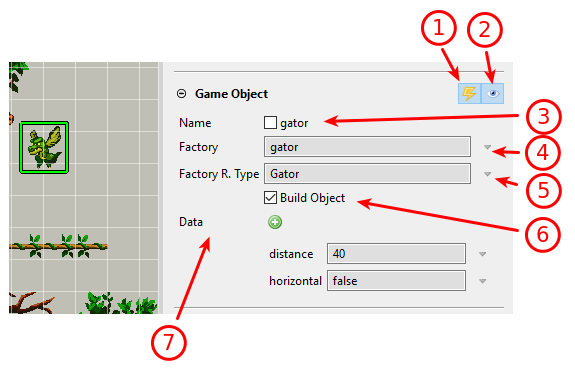 1 2
Game Object
Name gator 3
Factory gator 4
Factory R. Type Gator 5
Build Object 6
Data
distance 40
horizontal false
7